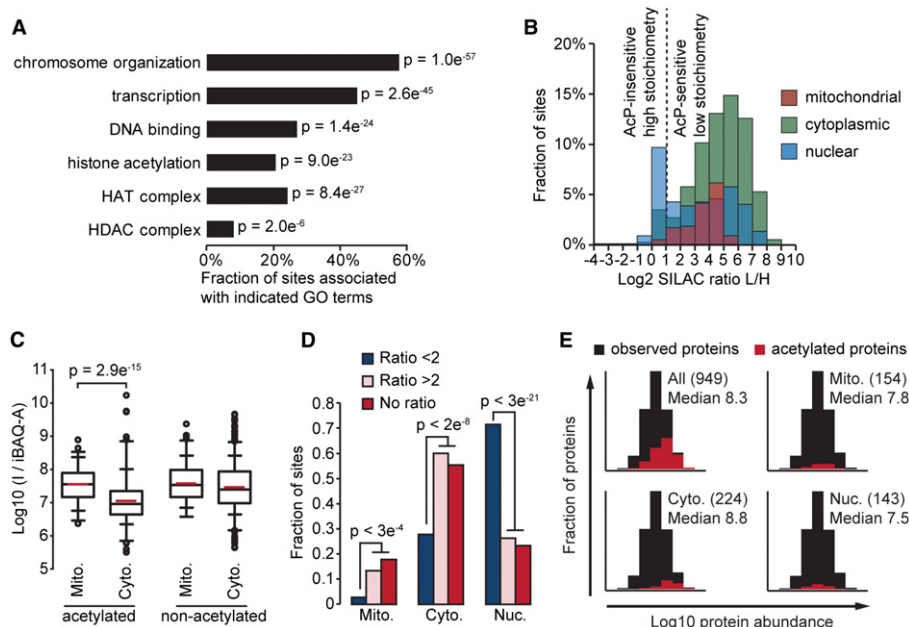 A
chromosome organization
p = 1.0e-57
transcription
p = 2.6e-45
DNA binding
p = 1.4e-24
histone acetylation
p = 9.0e-23
HAT complex
p = 8.4e-27
HDAC complex
p = 2.0e-6
0% 20% 40% 60%
Fraction of sites associated
with indicated GO terms
B
20%
15%
10%
5%
0%
Fraction of sites
AcP-insensitive
high stoichiometry
AcP-sensitive
low stoichiometry
mitochondrial
cytoplasmic
nuclear
-4 -3 -2 -1 0 1 2 3 4 5 6 7 8 9 10
Log2 SILAC ratio L/H
C
p = 2.9e-15
11
10
9
8
7
6
5
Log10 (I / iBAQ-A)
Mito. Cyto. Mito. Cyto.
acetylated non-acetylated
D
Ratio <2
Ratio >2
No ratio
0.8
0.7
0.6
0.5
0.4
0.3
0.2
0.1
0
Fraction of sites
p < 3e-4
p < 2e-8
p < 3e-21
Mito. Cyto. Nuc.
E
observed proteins acetylated proteins
All (949)
Median 8.3
Mito. (154)
Median 7.8
Cyto. (224)
Median 8.8
Nuc. (143)
Median 7.5
Fraction of proteins
Log10 protein abundance